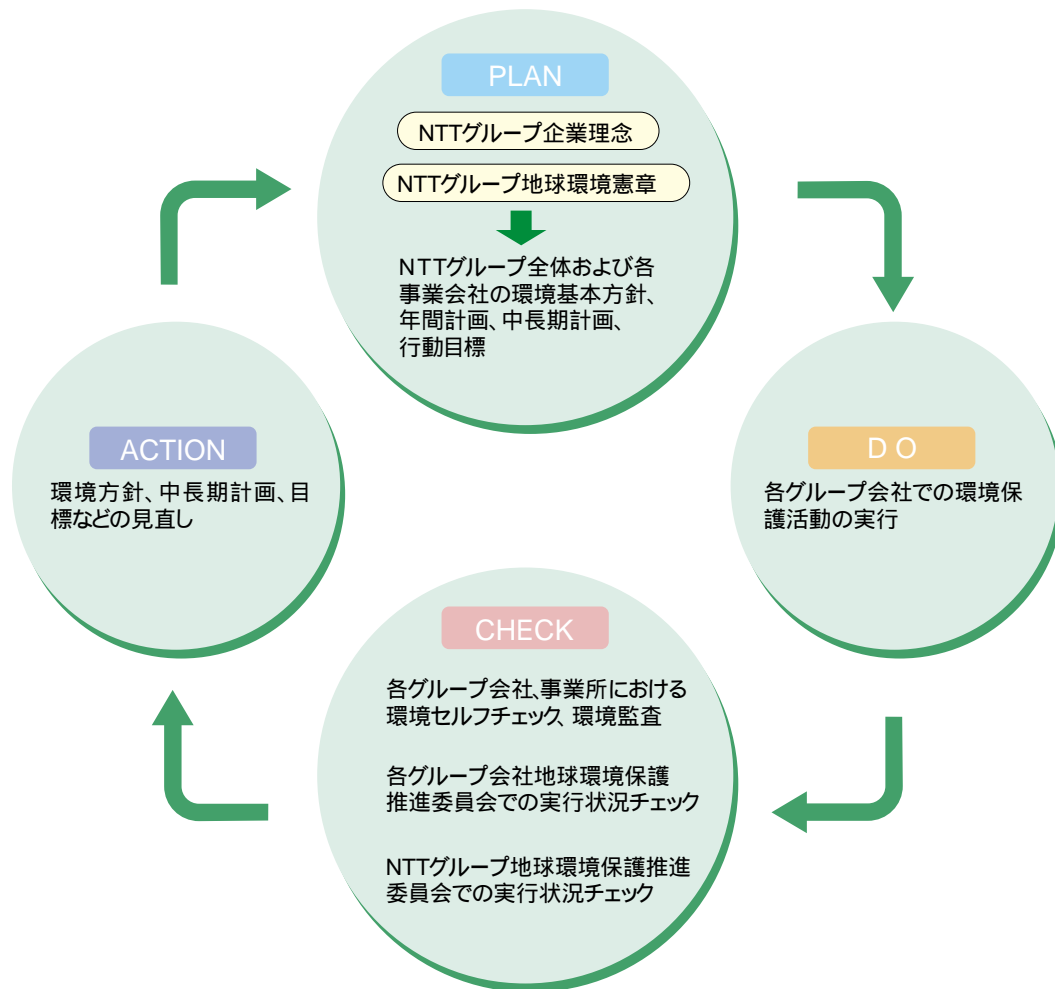 PLAN
NTTグループ企業理念
NTTグループ地球環境憲章
NTTグループ全体および各
事業会社の環境基本方針、
年間計画、中長期計画、
行動目標
ACTION
環境方針、中長期計画、目
標などの見直し
D O
各グループ会社での環境保
護活動の実行
CHECK
各グループ会社、事業所における
環境セルフチェック、環境監査
各グループ会社地球環境保護
推進委員会での実行状況チェック
NTTグループ地球環境保護推進
委員会での実行状況チェック